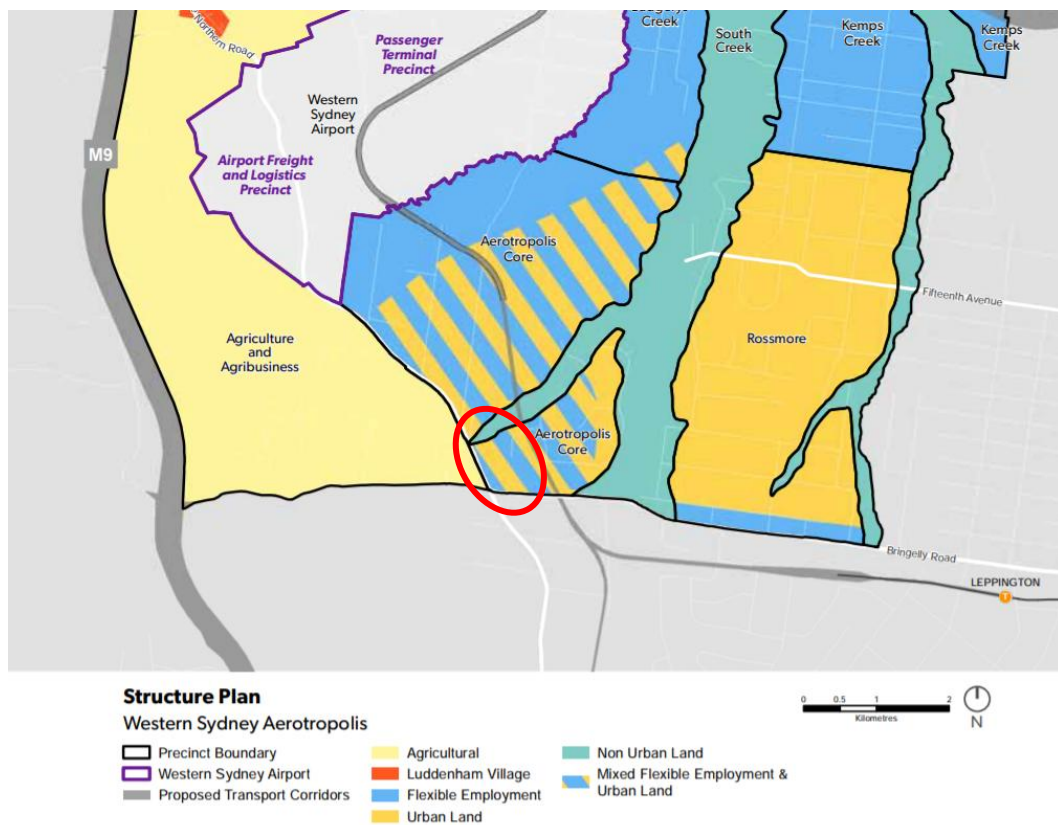 Creek
South
Creek
Kemps
Creek
Kemps
Creek
Northern Road
Passenger
Terminal
Precinct
Western
Sydney
Airport
M9
Airport Freight
and Logistics
Precinct
Aerotropolis
Core
Fifteenth Avenue
Agriculture
and
Agribusiness
Rossmore
Aerotropolis
Core
Bringelly Road
LEPPINGTON
T
Structure Plan
Western Sydney Aerotropolis
Precinct Boundary
Western Sydney Airport
Proposed Transport Corridors
Agricultural
Luddenham Village
Flexible Employment
Urban Land
Non Urban Land
Mixed Flexible Employment &
Urban Land
0 0.5 1 2
Kilometres
N